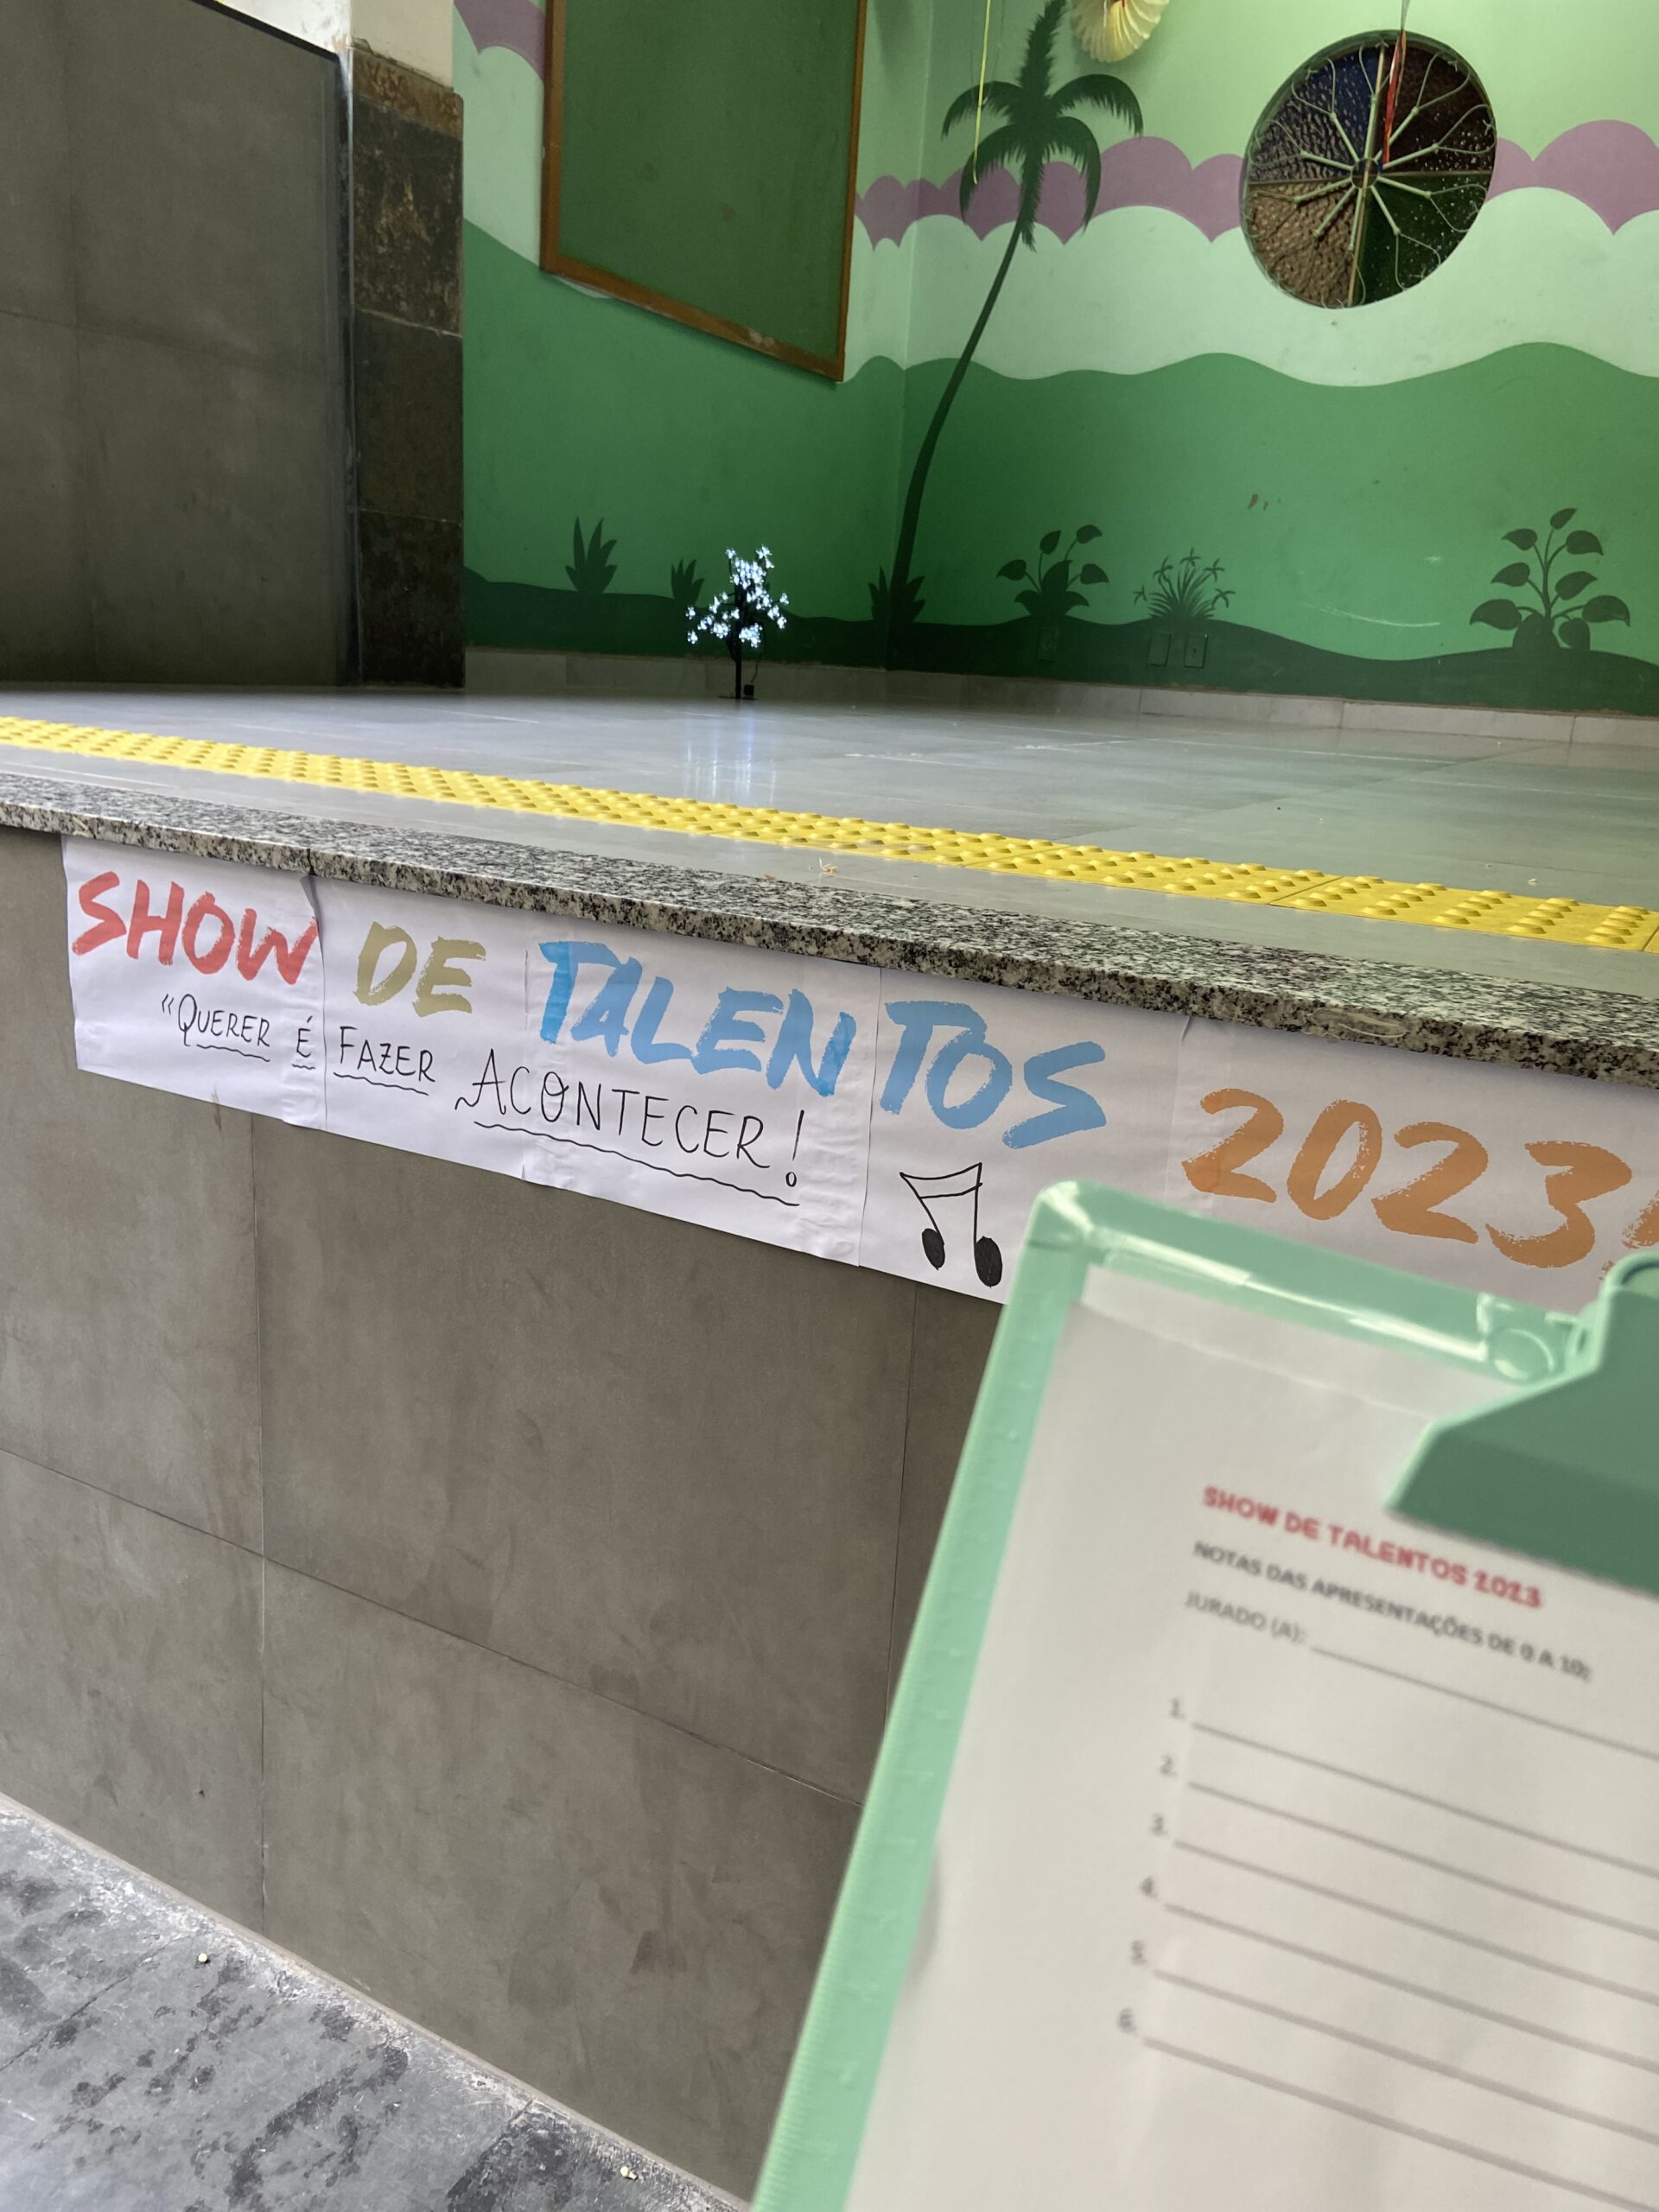 SHOW DE TALENTOS 2023!
“QUERER É FAZER ACONTECER!
SHOW DE TALENTOS 2023
NOTAS DAS APRESENTAÇÕES DE 0 A 10:
JURADO (A):
1.
2.
3.
4.
5.
6.